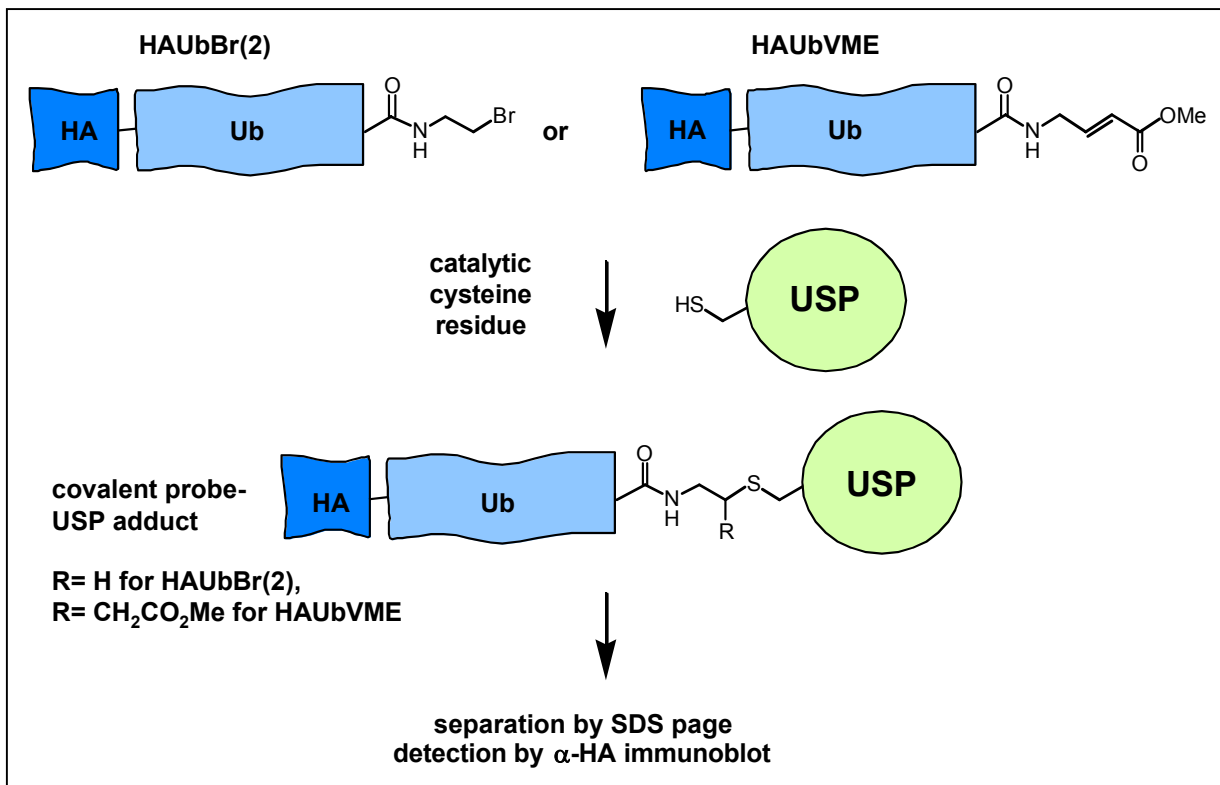 HAUbBr(2)
HAUbVME
HA
Ub
O
N
H
Br
or
HA
Ub
O
N
H
OMe
O
catalytic
cysteine
residue
HS
USP
covalent probe-
USP adduct
HA
Ub
O
N
H
S
R
USP
R= H for HAUbBr(2),
R= CH₂CO₂Me for HAUbVME
separation by SDS page
detection by α-HA immunoblot